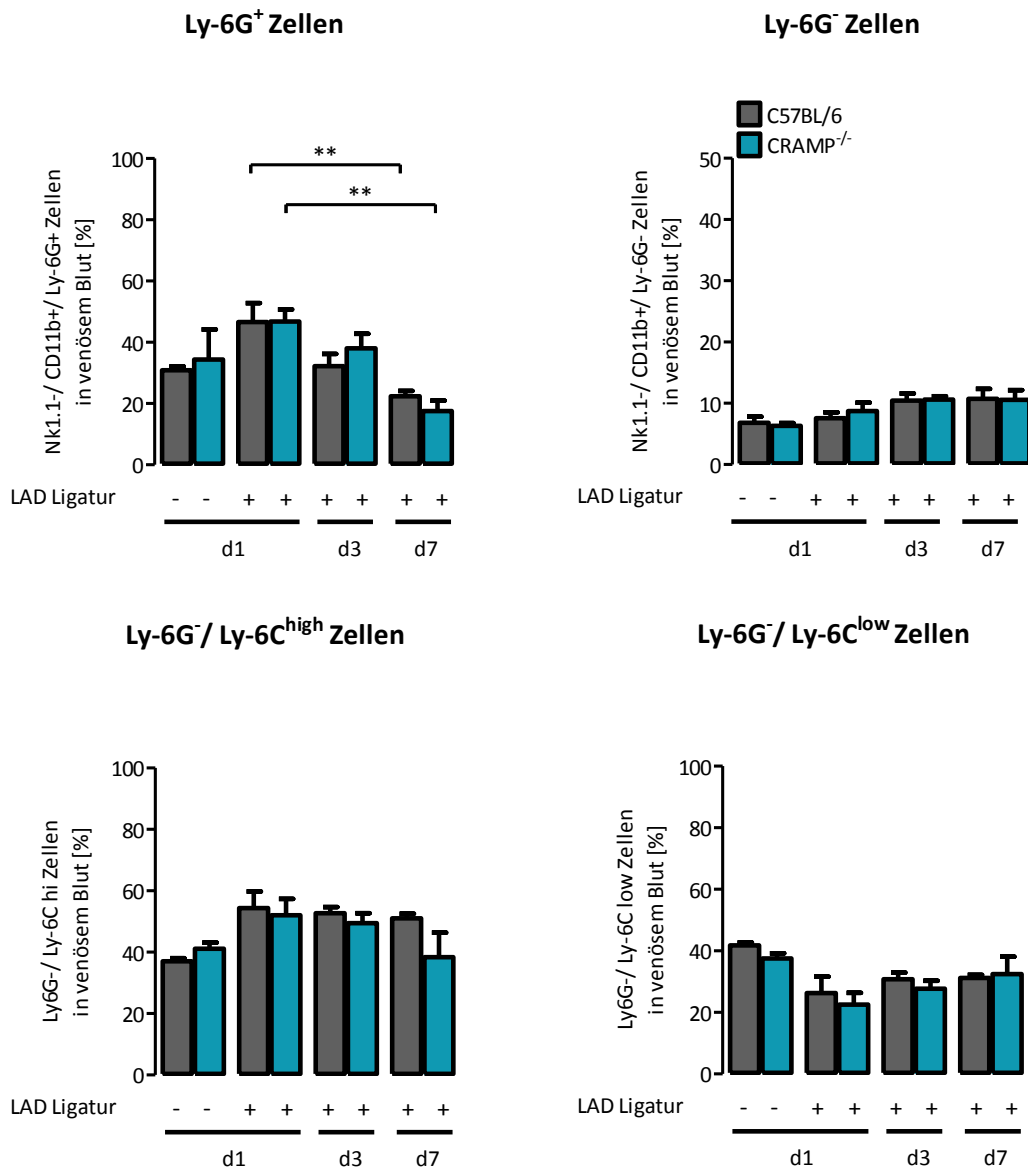 Ly-6G⁺ Zellen
Nk1.1-/ CD11b+/ Ly-6G+ Zellen
in venösem Blut [%]
100
80
60
40
20
0
** 
**
LAD Ligatur - - + + + + + +
d1 d3 d7
Ly-6G⁻ Zellen
C57BL/6
CRAMP⁻/⁻
Nk1.1-/ CD11b+/ Ly-6G- Zellen
in venösem Blut [%]
50
40
30
20
10
0
LAD Ligatur - - + + + + + +
d1 d3 d7
Ly-6G⁻/ Ly-6Cʰⁱᵍʰ Zellen
Ly6G-/ Ly-6C hi Zellen
in venösem Blut [%]
100
80
60
40
20
0
LAD Ligatur - - + + + + + +
d1 d3 d7
Ly-6G⁻/ Ly-6Cˡᵒʷ Zellen
Ly6G-/ Ly-6C low Zellen
in venösem Blut [%]
100
80
60
40
20
0
LAD Ligatur - - + + + + + +
d1 d3 d7